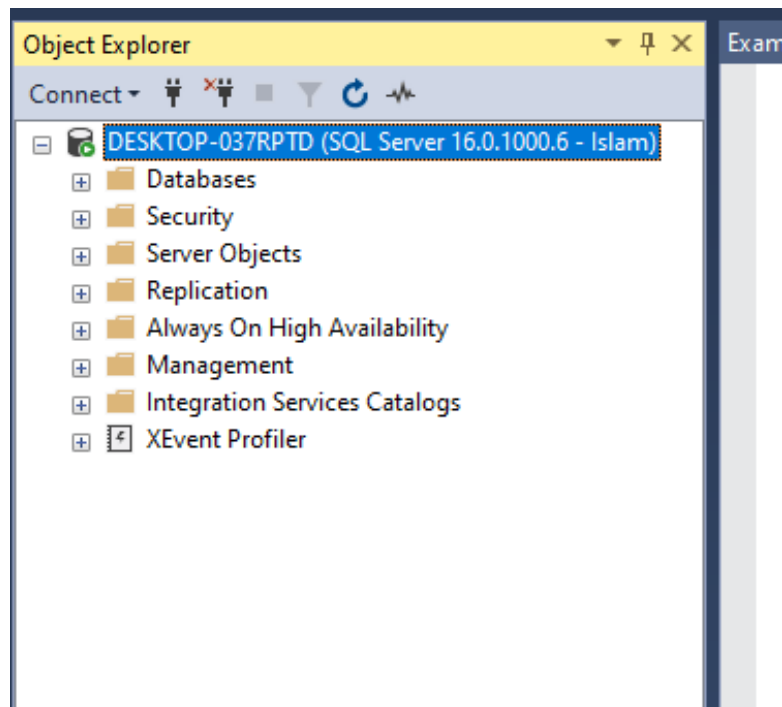 Object Explorer
Exam
Connect
DESKTOP-037RPTD (SQL Server 16.0.1000.6 - Islam)
Databases
Security
Server Objects
Replication
Always On High Availability
Management
Integration Services Catalogs
XEvent Profiler